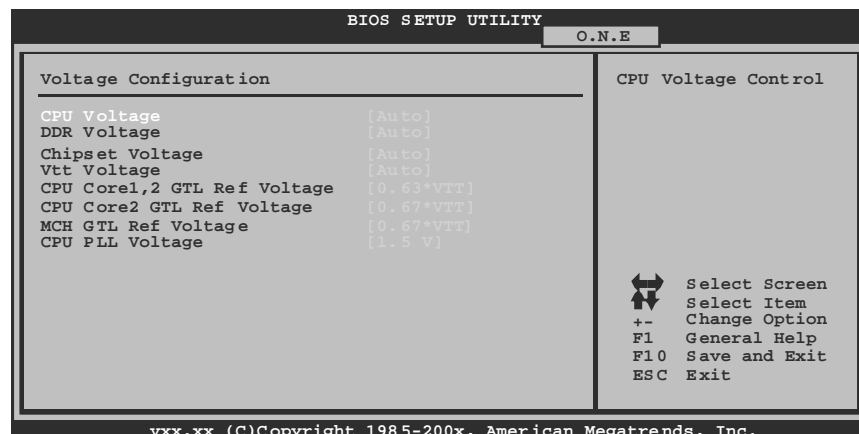 BIOS SETUP UTILITY
O.N.E
Voltage Configuration
CPU Voltage [Auto]
DDR Voltage [Auto]
Chipset Voltage [Auto]
Vtt Voltage [Auto]
CPU Core1,2 GTL Ref Voltage [0.63*VTT]
CPU Core2 GTL Ref Voltage [0.67*VTT]
MCH GTL Ref Voltage [0.67*VTT]
CPU PLL Voltage [1.5 V]
CPU Voltage Control
Select Screen
Select Item
+- Change Option
F1 General Help
F10 Save and Exit
ESC Exit
vxx.xx (C)Copyright 1985-200x, American Megatrends, Inc.